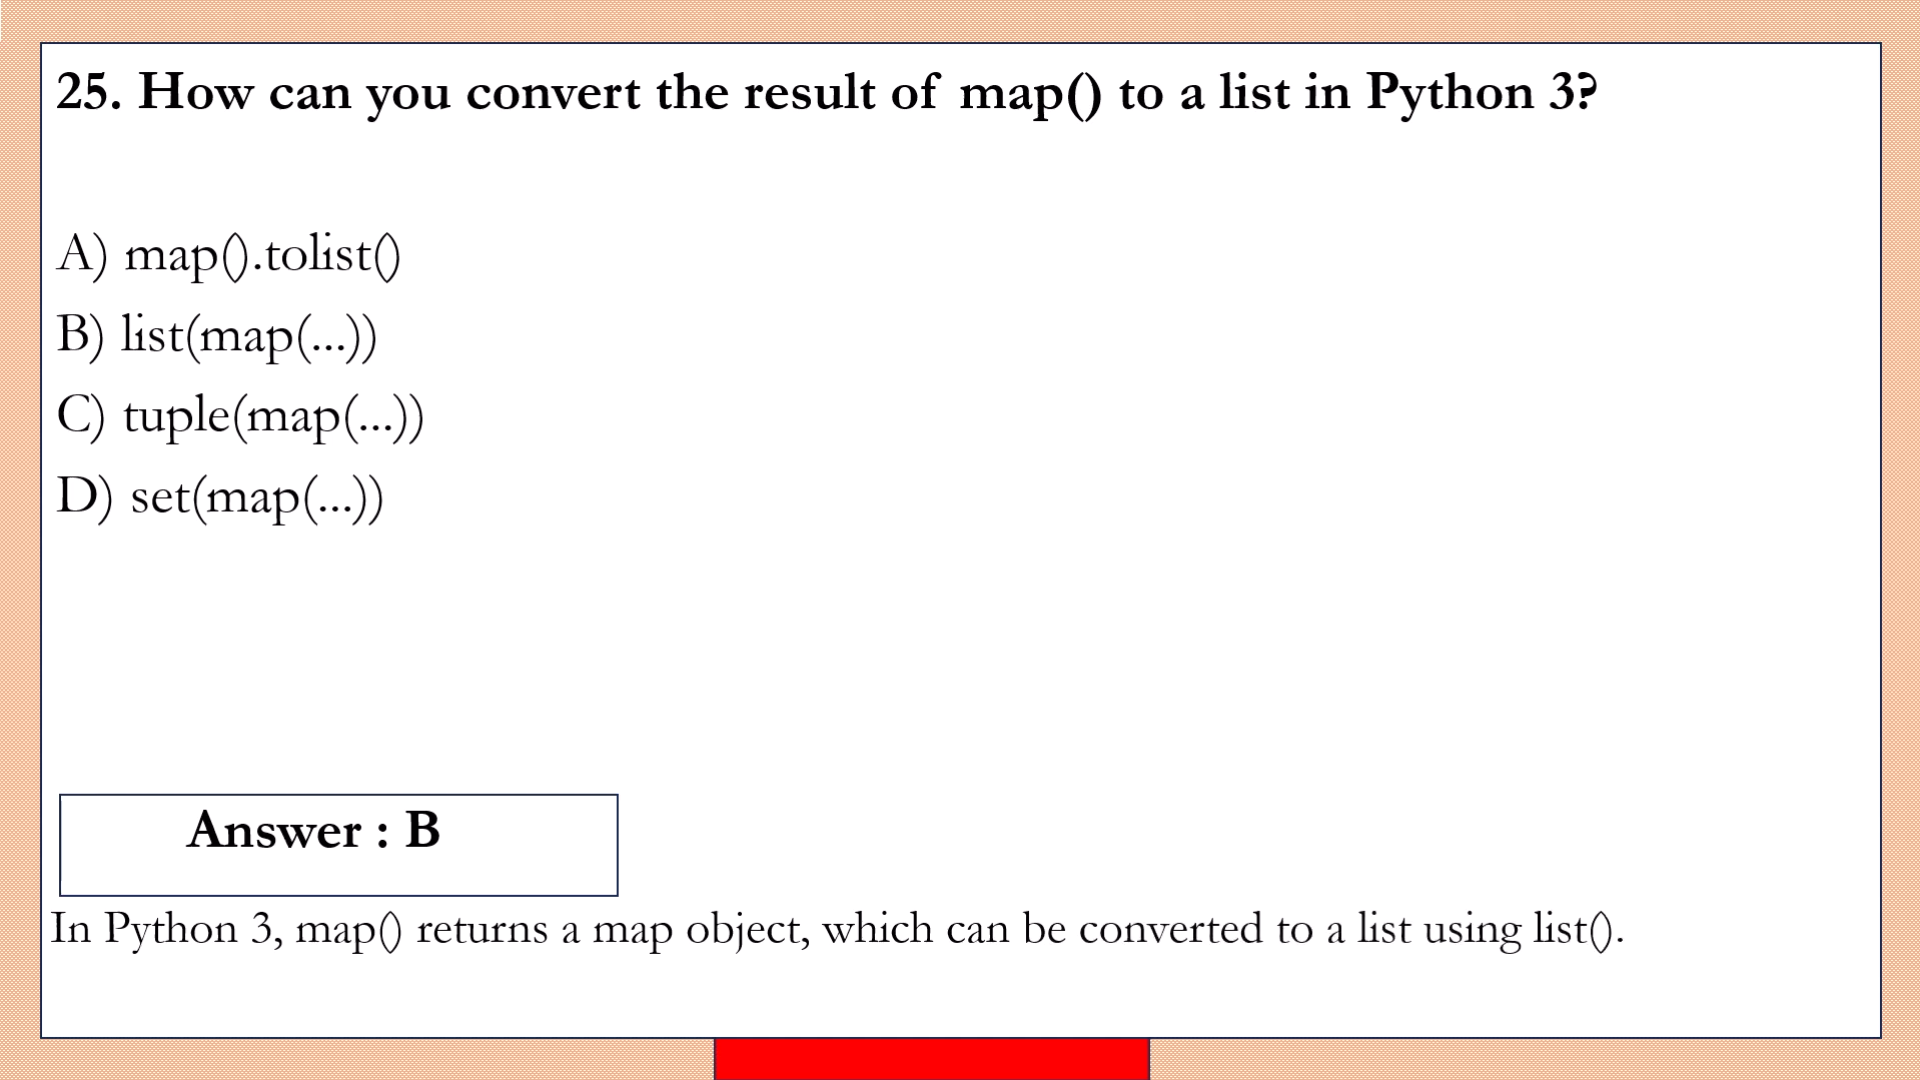 25. How can you convert the result of map() to a list in Python 3?
A) map().tolist()
B) list(map(...))
C) tuple(map(...))
D) set(map(...))
Answer : B
In Python 3, map() returns a map object, which can be converted to a list using list().